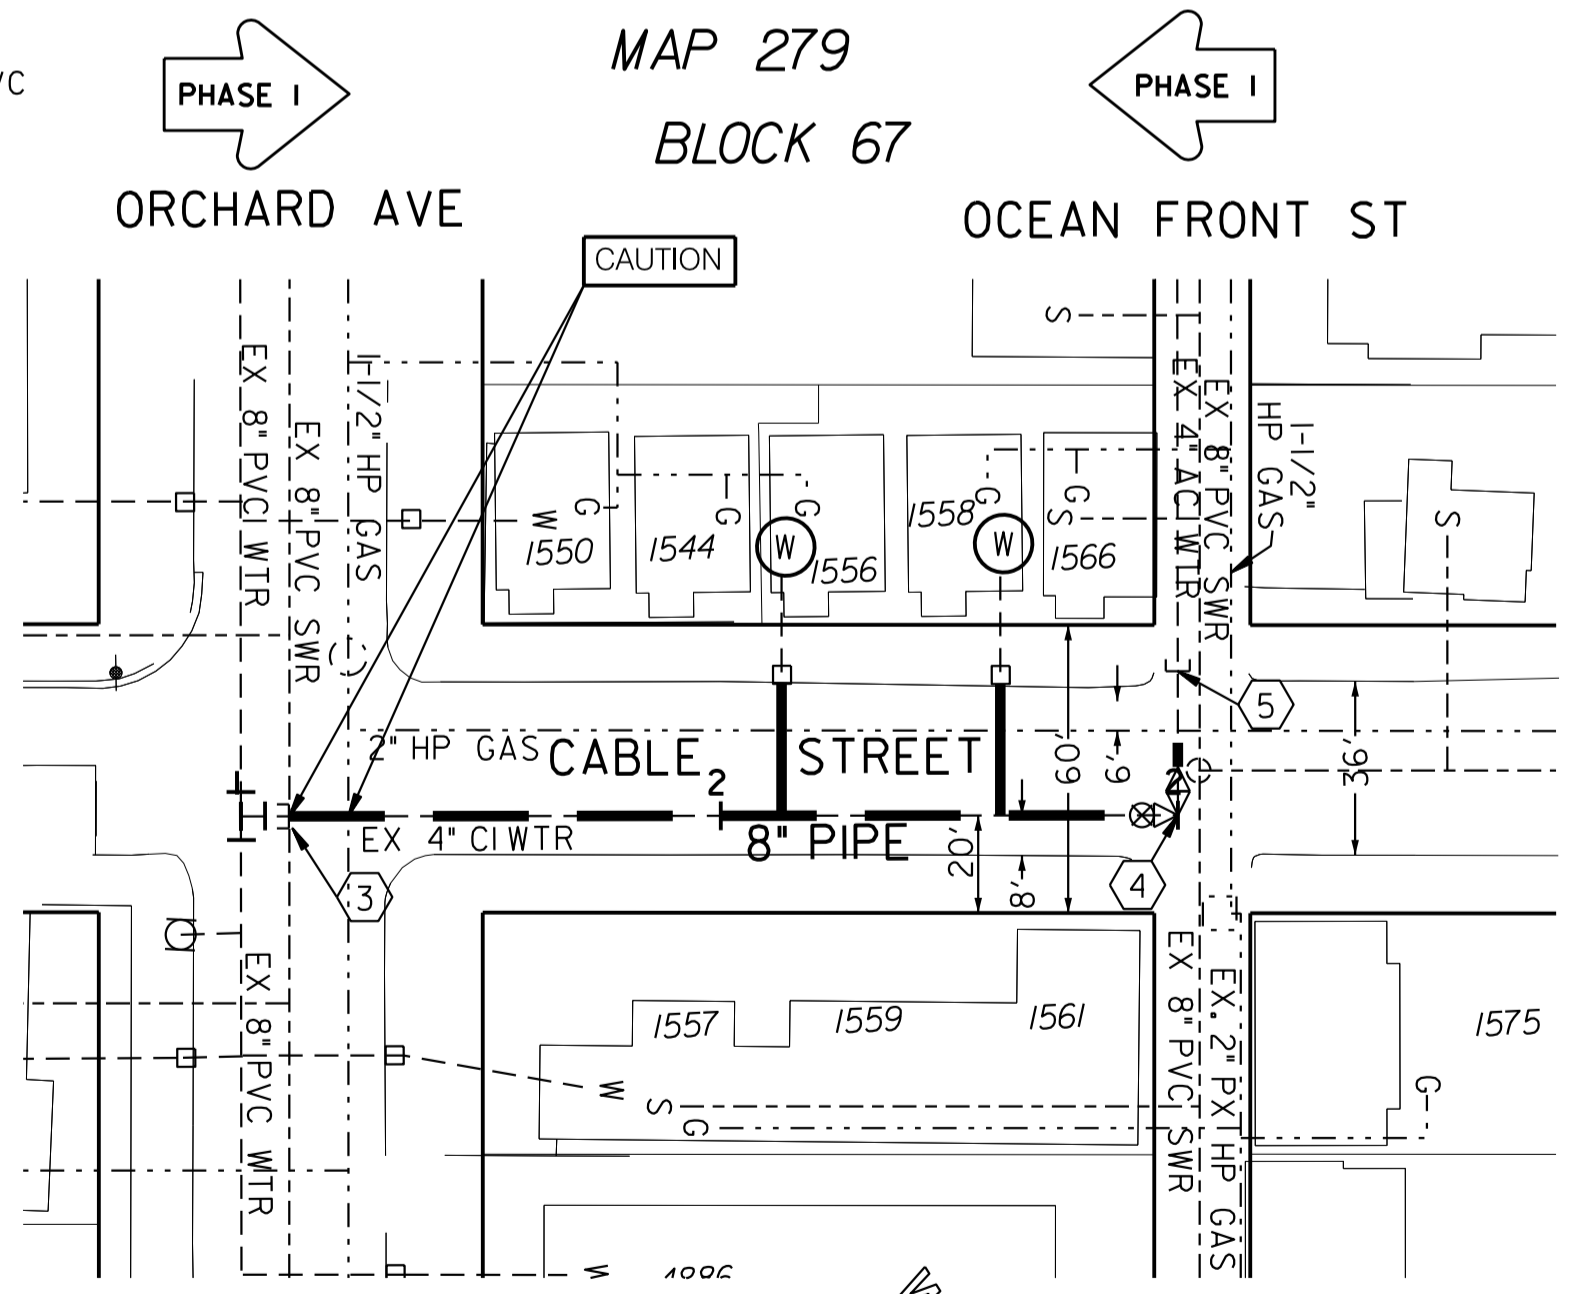 /C
PHASE I
MAP 279
PHASE I
BLOCK 67
ORCHARD AVE
OCEAN FRONT ST
CAUTION
S
EX 8" PVC WTR
EX 8" PVC SWR
1-1/2" HP GAS
EX 4" AC WTR
EX 8" PVC SWR
1-1/2"
HP GAS
W
G
1550
G
1544
G
W
1556
G
1558
W
G
S
1566
S
5
2" HP GAS
CABLE STREET
2
60'
6'
36'
2
EX 4" CI WTR
8" PIPE
20'
8'
3
4
EX 8" PVC WTR
EX 8" PVC SWR
EX. 2" PX HP GAS
1557
1559
1561
1575
W
S
G
G
W
4886